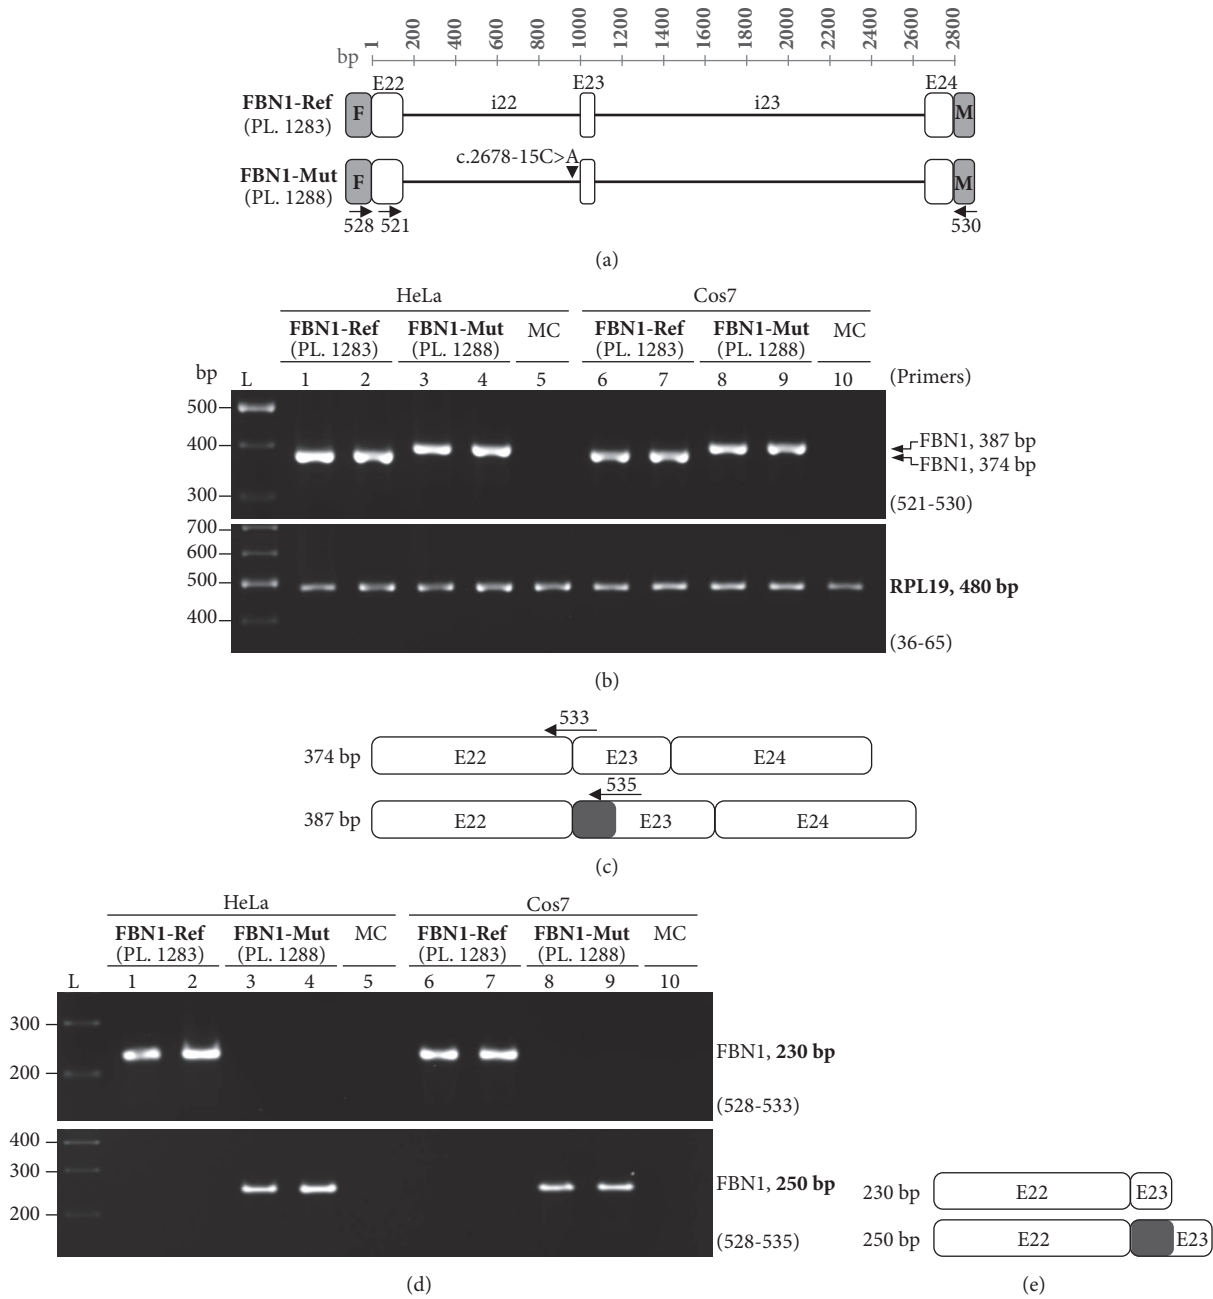 bp 1 200 400 600 800 1000 1200 1400 1600 1800 2000 2200 2400 2600 2800
E22 E23 E24
FBN1-Ref F i22 i23 M
(PL. 1283)
c.2678-15C>A
FBN1-Mut F M
(PL. 1288)
528 521 530
(a)
HeLa Cos7
FBN1-Ref FBN1-Mut MC FBN1-Ref FBN1-Mut MC
(PL. 1283) (PL. 1288) (PL. 1283) (PL. 1288)
bp L 1 2 3 4 5 6 7 8 9 10 (Primers)
500
400 FBN1, 387 bp
FBN1, 374 bp
300 (521-530)
700
600
500 RPL19, 480 bp
400
(36-65)
(b)
533
374 bp E22 E23 E24
535
387 bp E22 E23 E24
(c)
HeLa Cos7
FBN1-Ref FBN1-Mut MC FBN1-Ref FBN1-Mut MC
(PL. 1283) (PL. 1288) (PL. 1283) (PL. 1288)
L 1 2 3 4 5 6 7 8 9 10
300
FBN1, 230 bp
200
(528-533)
400
300
FBN1, 250 bp
200
(528-535)
(d)
230 bp E22 E23
250 bp E22 E23
(e)